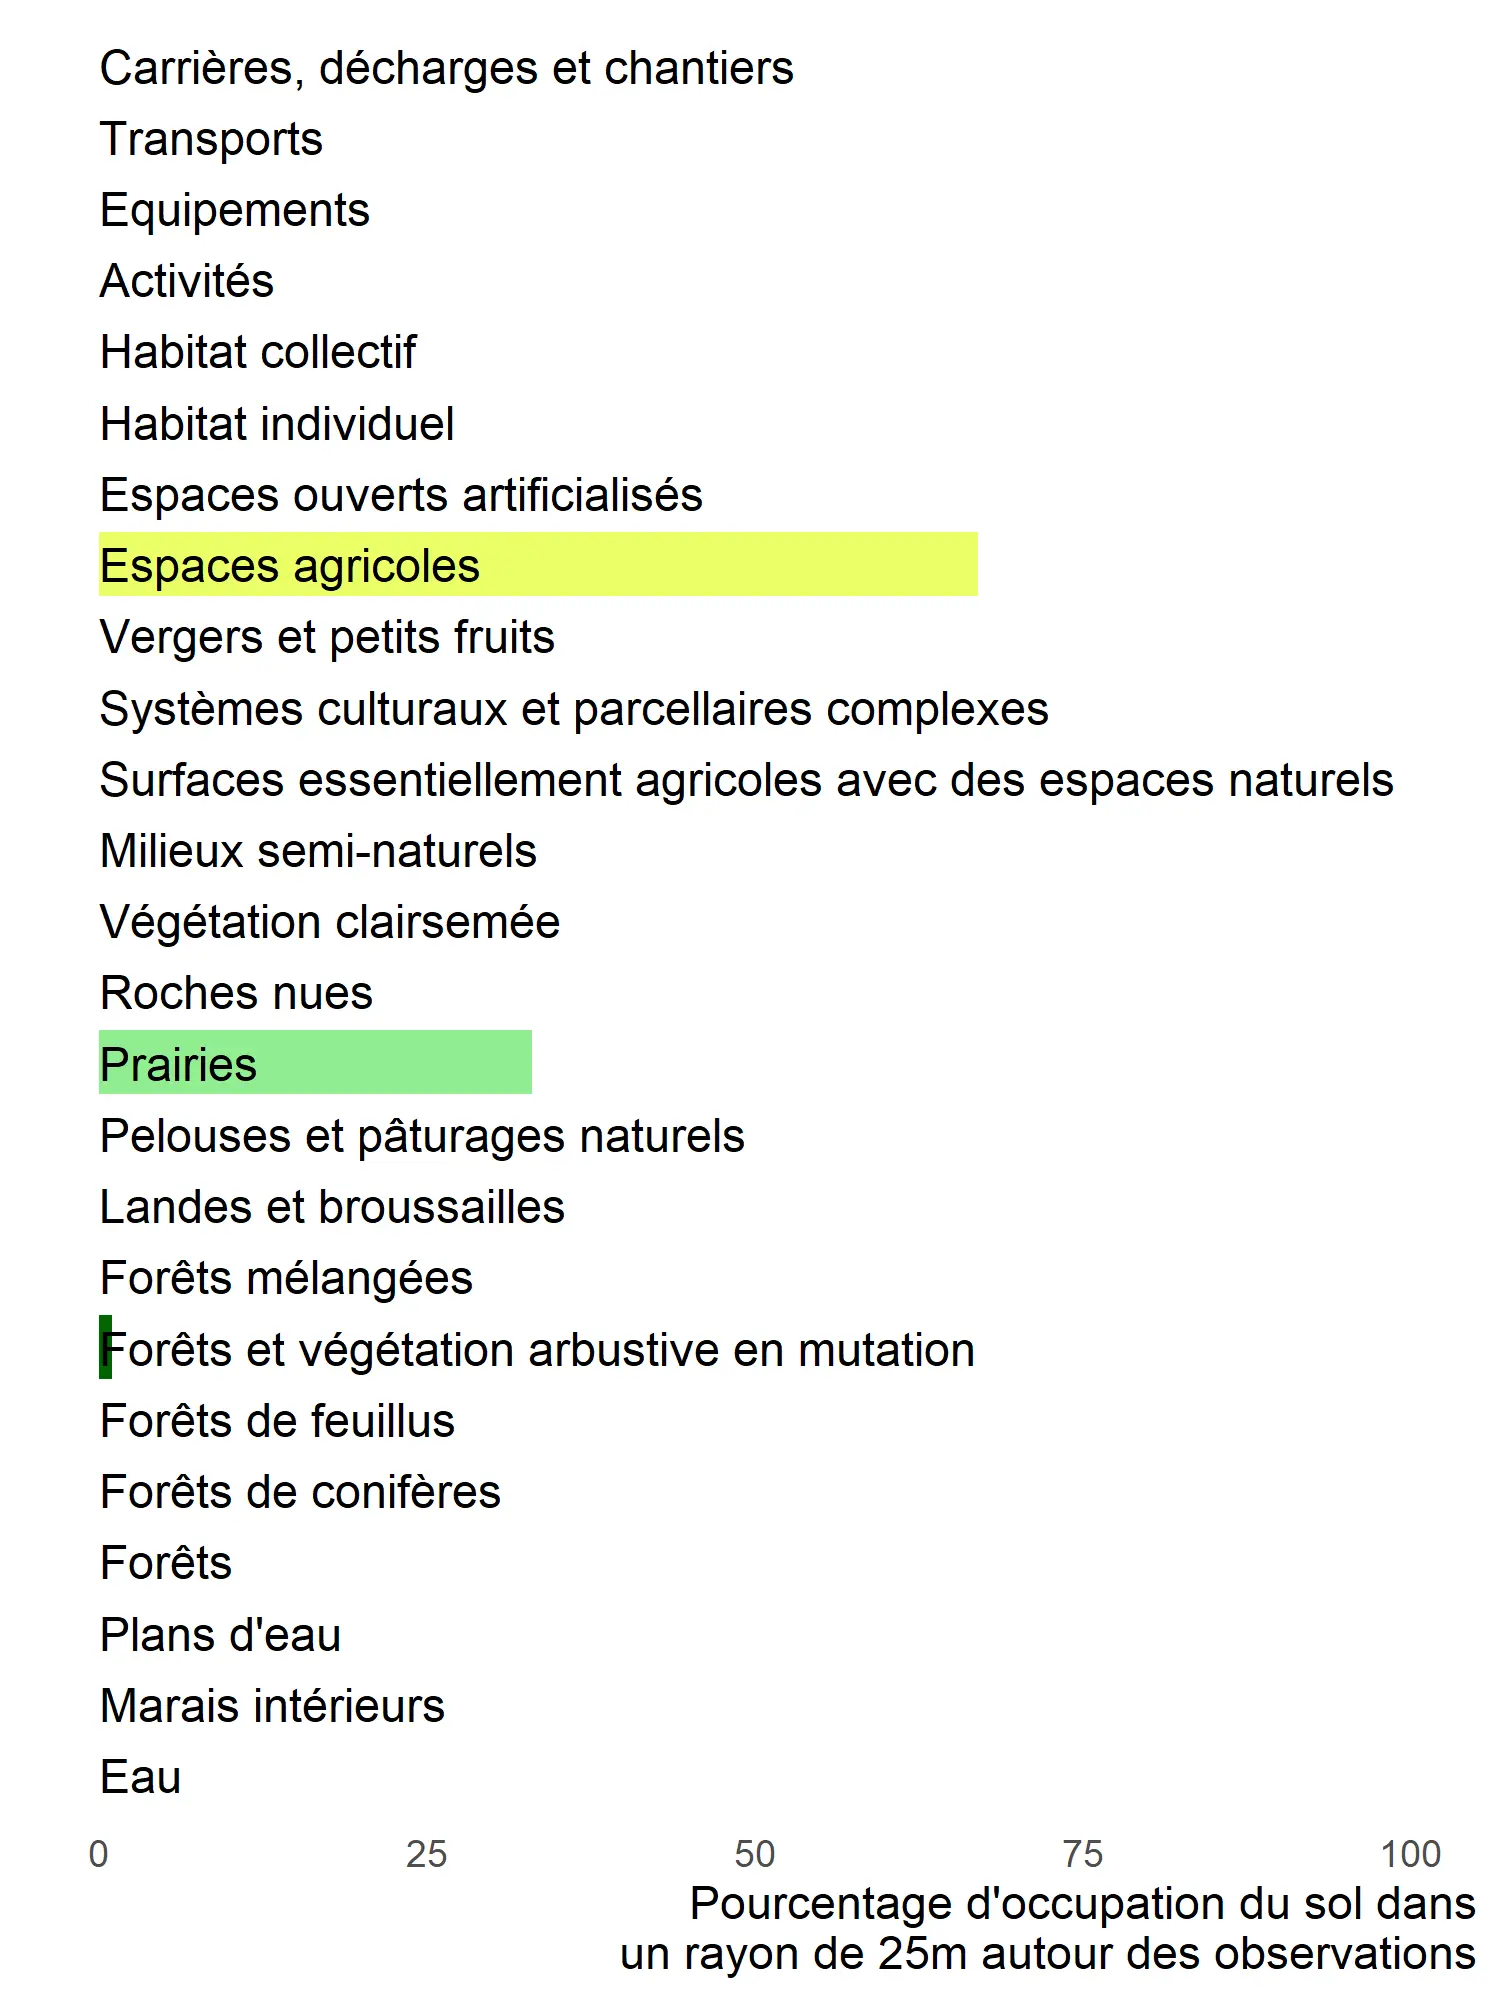 Carrières, décharges et chantiers
Transports
Equipements
Activités
Habitat collectif
Habitat individuel
Espaces ouverts artificialisés
Espaces agricoles
Vergers et petits fruits
Systèmes culturaux et parcellaires complexes
Surfaces essentiellement agricoles avec des espaces naturels
Milieux semi-naturels
Végétation clairsemée
Roches nues
Prairies
Pelouses et pâturages naturels
Landes et broussailles
Forêts mélangées
Forêts et végétation arbustive en mutation
Forêts de feuillus
Forêts de conifères
Forêts
Plans d'eau
Marais intérieurs
Eau
0 25 50 75 100
Pourcentage d'occupation du sol dans
un rayon de 25m autour des observations